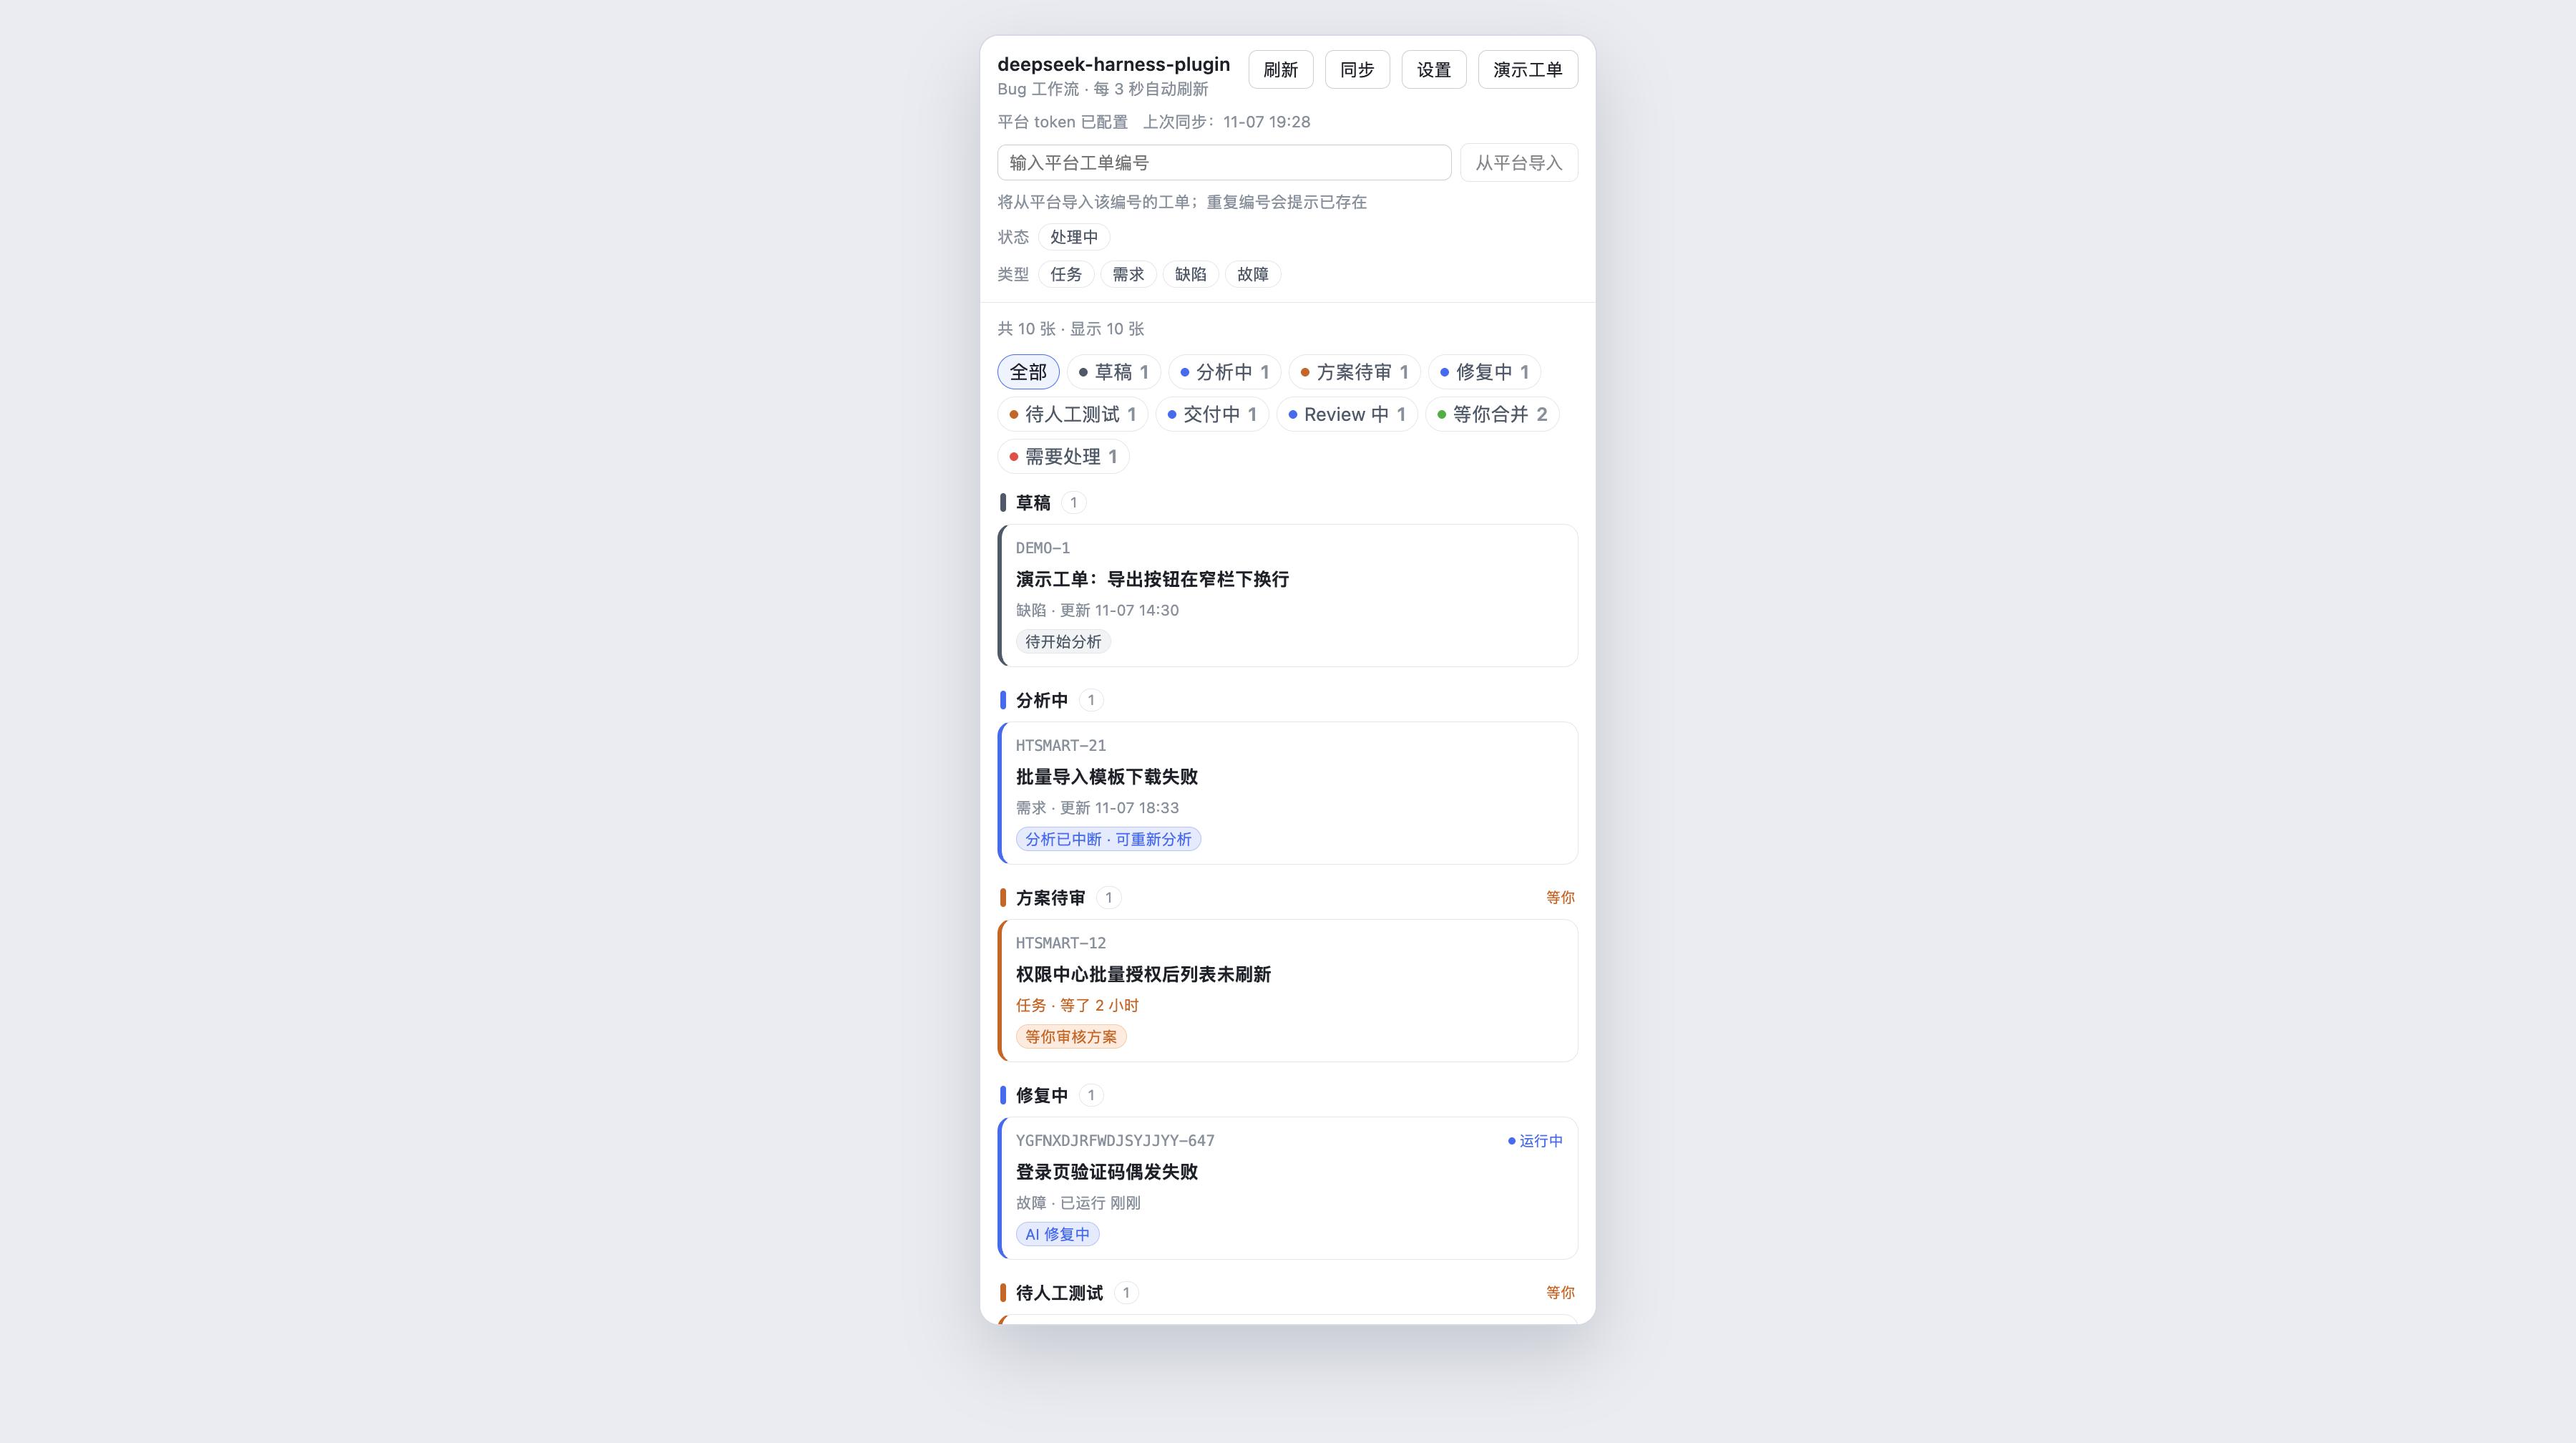 deepseek-harness-plugin 刷新 同步 设置 演示工单
Bug 工作流 · 每 3 秒自动刷新
平台 token 已配置 上次同步：11-07 19:28
输入平台工单编号 从平台导入
将从平台导入该编号的工单；重复编号会提示已存在
状态 处理中
类型 任务 需求 缺陷 故障
共 10 张 · 显示 10 张
全部 草稿 1 分析中 1 方案待审 1 修复中 1
待人工测试 1 交付中 1 Review 中 1 等你合并 2
需要处理 1
草稿 1
DEMO-1
演示工单：导出按钮在窄栏下换行
缺陷 · 更新 11-07 14:30
待开始分析
分析中 1
HTSMART-21
批量导入模板下载失败
需求 · 更新 11-07 18:33
分析已中断 · 可重新分析
方案待审 1 等你
HTSMART-12
权限中心批量授权后列表未刷新
任务 · 等了 2 小时
等你审核方案
修复中 1
YGFNXDJRFWDJSYJJYY-647 运行中
登录页验证码偶发失败
故障 · 已运行 刚刚
AI 修复中
待人工测试 1 等你